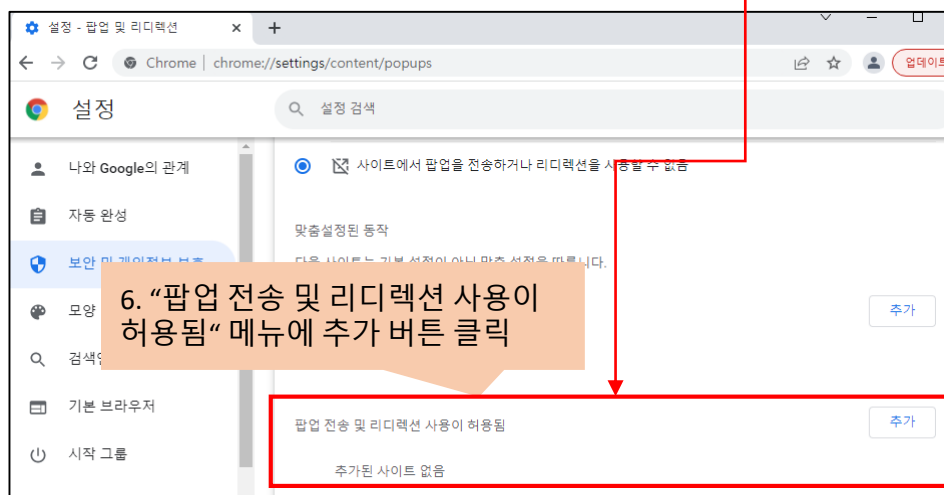 설정 - 팝업 및 리디렉션
Chrome | chrome://settings/content/popups
업데이트
설정
설정 검색
나와 Google의 관계
사이트에서 팝업을 전송하거나 리디렉션을 사용할 수 없음
자동 완성
맞춤설정된 동작
보안 및 개인정보 보호
다음 사이트는 기본 설정이 아닌 맞춤 설정을 따릅니다.
6. “팝업 전송 및 리디렉션 사용이
허용됨“ 메뉴에 추가 버튼 클릭
모양
추가
기본 브라우저
팝업 전송 및 리디렉션 사용이 허용됨
추가
시작 그룹
추가된 사이트 없음